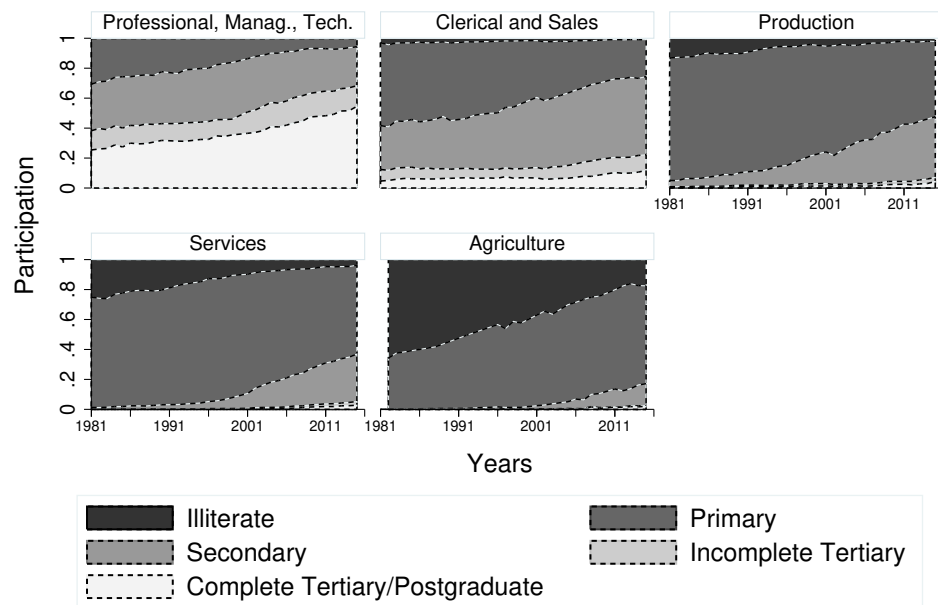 Professional, Manag., Tech.
Clerical and Sales
Production
Participation
1
.8
.6
.4
.2
0
1981 1991 2001 2011
Services
Agriculture
1
.8
.6
.4
.2
0
1981 1991 2001 2011
1981 1991 2001 2011
Years
Illiterate
Primary
Secondary
Incomplete Tertiary
Complete Tertiary/Postgraduate